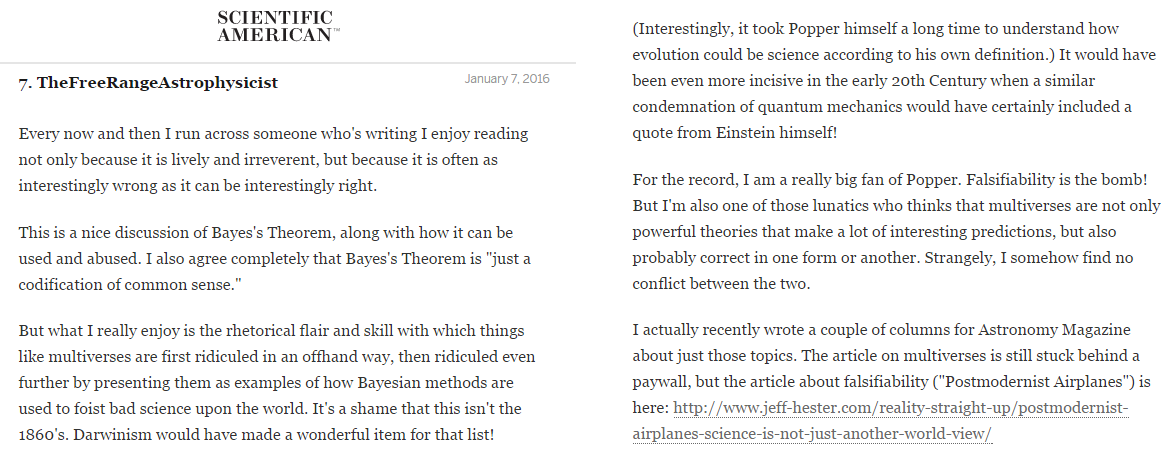 SCIENTIFIC
AMERICAN™
7. TheFreeRangeAstrophysicist
January 7, 2016
Every now and then I run across someone who's writing I enjoy reading
not only because it is lively and irreverent, but because it is often as
interestingly wrong as it can be interestingly right.
This is a nice discussion of Bayes's Theorem, along with how it can be
used and abused. I also agree completely that Bayes's Theorem is "just a
codification of common sense."
But what I really enjoy is the rhetorical flair and skill with which things
like multiverses are first ridiculed in an offhand way, then ridiculed even
further by presenting them as examples of how Bayesian methods are
used to foist bad science upon the world. It's a shame that this isn't the
1860's. Darwinism would have made a wonderful item for that list!
(Interestingly, it took Popper himself a long time to understand how
evolution could be science according to his own definition.) It would have
been even more incisive in the early 20th Century when a similar
condemnation of quantum mechanics would have certainly included a
quote from Einstein himself!
For the record, I am a really big fan of Popper. Falsifiability is the bomb!
But I'm also one of those lunatics who thinks that multiverses are not only
powerful theories that make a lot of interesting predictions, but also
probably correct in one form or another. Strangely, I somehow find no
conflict between the two.
I actually recently wrote a couple of columns for Astronomy Magazine
about just those topics. The article on multiverses is still stuck behind a
paywall, but the article about falsifiability ("Postmodernist Airplanes") is
here: http://www.jeff-hester.com/reality-straight-up/postmodernist-
airplanes-science-is-not-just-another-world-view/